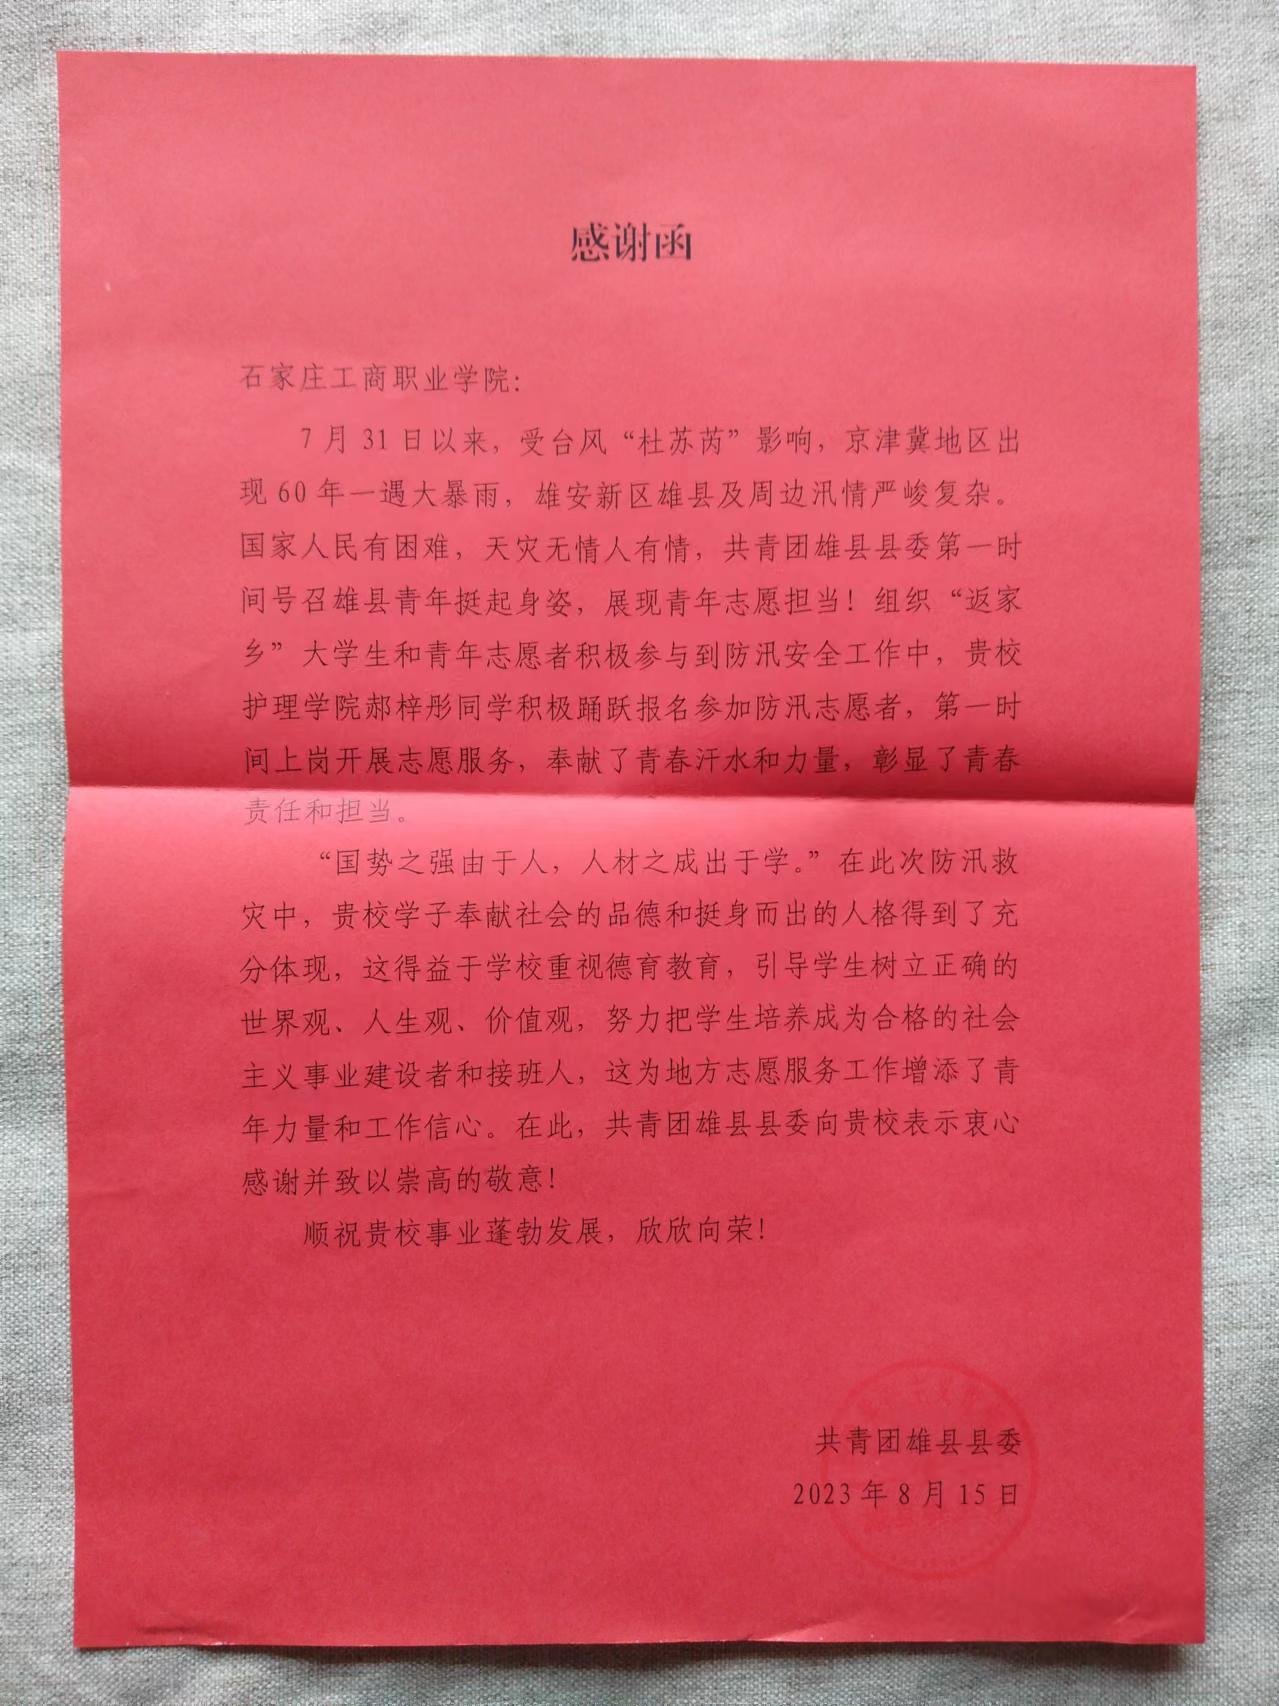 感谢函
石家庄工商职业学院：
7月31日以来，受台风“杜苏芮”影响，京津冀地区出
现60年一遇大暴雨，雄安新区雄县及周边汛情严峻复杂。
国家人民有困难，天灾无情人有情，共青团雄县县委第一时
间号召雄县青年挺起身姿，展现青年志愿担当！组织“返家
乡”大学生和青年志愿者积极参与到防汛安全工作中，贵校
护理学院郝梓彤同学积极踊跃报名参加防汛志愿者，第一时
间上岗开展志愿服务，奉献了青春汗水和力量，彰显了青春
责任和担当。
“国势之强由于人，人材之成出于学。”在此次防汛救
灾中，贵校学子奉献社会的品德和挺身而出的人格得到了充
分体现，这得益于学校重视德育教育，引导学生树立正确的
世界观、人生观、价值观，努力把学生培养成为合格的社会
主义事业建设者和接班人，这为地方志愿服务工作增添了青
年力量和工作信心。在此，共青团雄县县委向贵校表示衷心
感谢并致以崇高的敬意！
顺祝贵校事业蓬勃发展，欣欣向荣！
共青团雄县县委
2023年8月15日